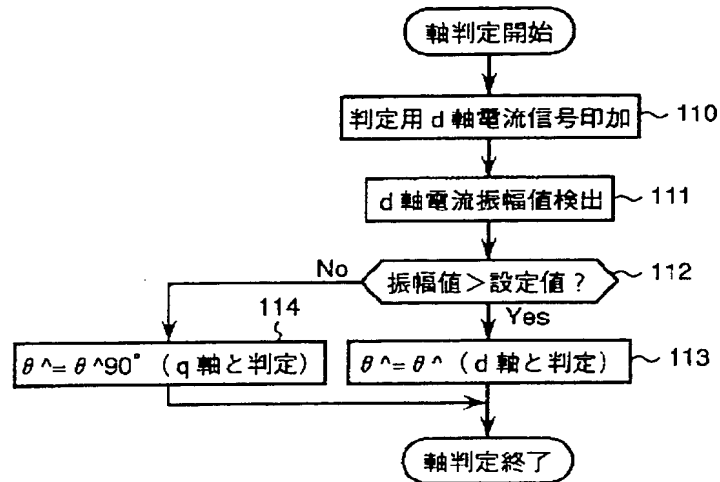 軸判定開始
判定用d軸電流信号印加
110
d軸電流振幅値検出
111
振幅値＞設定値？
112
No
Yes
114
θ^=θ^90°（q軸と判定）
θ^=θ^（d軸と判定）
113
軸判定終了